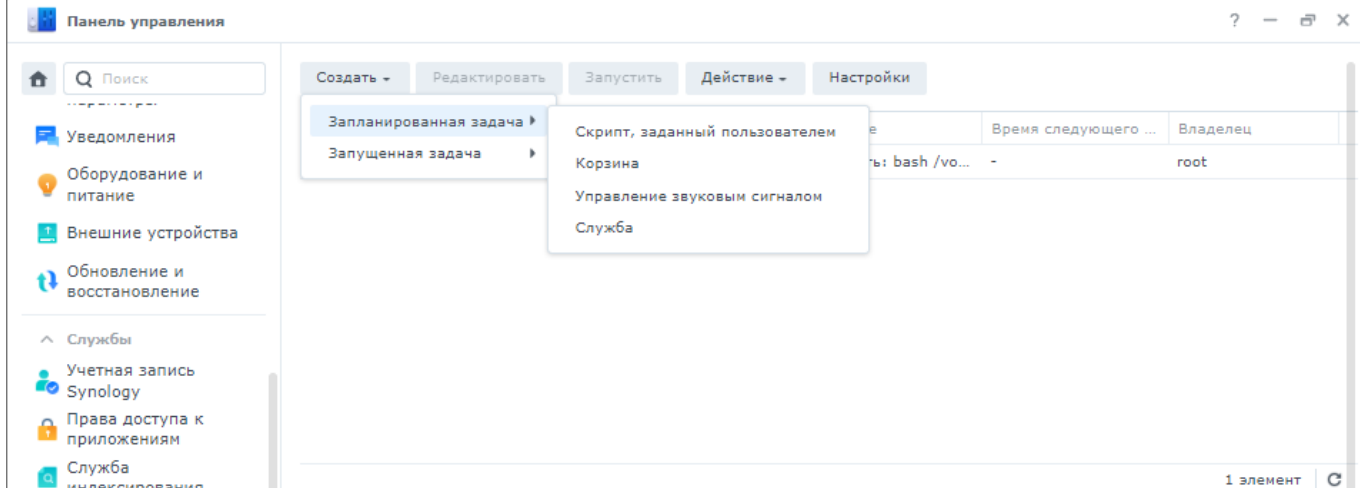 Панель управления
?
Поиск
Создать
Редактировать
Запустить
Действие
Настройки
Запланированная задача
Запущенная задача
Скрипт, заданный пользователем
Корзина
Управление звуковым сигналом
Служба
Время следующего ...
Владелец
ть: bash /vo...
-
root
Уведомления
Оборудование и
питание
Внешние устройства
Обновление и
восстановление
Службы
Учетная запись
Synology
Права доступа к
приложениям
Служба
индексирования
1 элемент